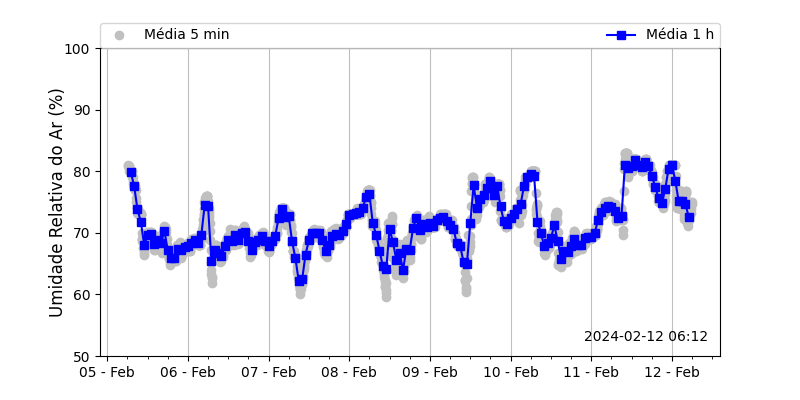 Média 5 min
Média 1 h
Umidade Relativa do Ar (%)
100
90
80
70
60
50
2024-02-12 06:12
05 - Feb
06 - Feb
07 - Feb
08 - Feb
09 - Feb
10 - Feb
11 - Feb
12 - Feb